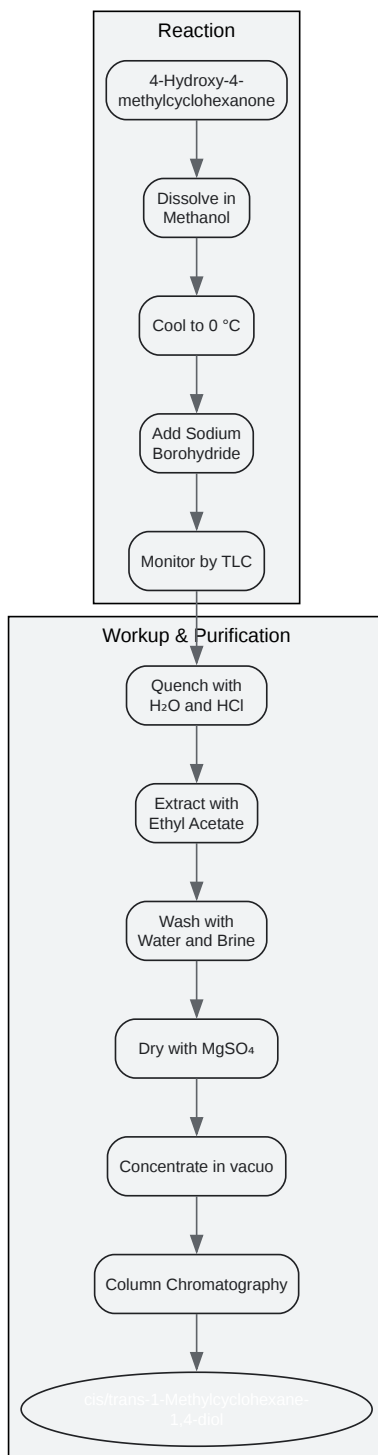 Reaction
4-Hydroxy-4-
methylcyclohexanone
Dissolve in
Methanol
Cool to 0 °C
Add Sodium
Borohydride
Monitor by TLC
Workup & Purification
Quench with
H₂O and HCl
Extract with
Ethyl Acetate
Wash with
Water and Brine
Dry with MgSO₄
Concentrate in vacuo
Column Chromatography
cis/trans-1-Methylcyclohexane-
1,4-diol